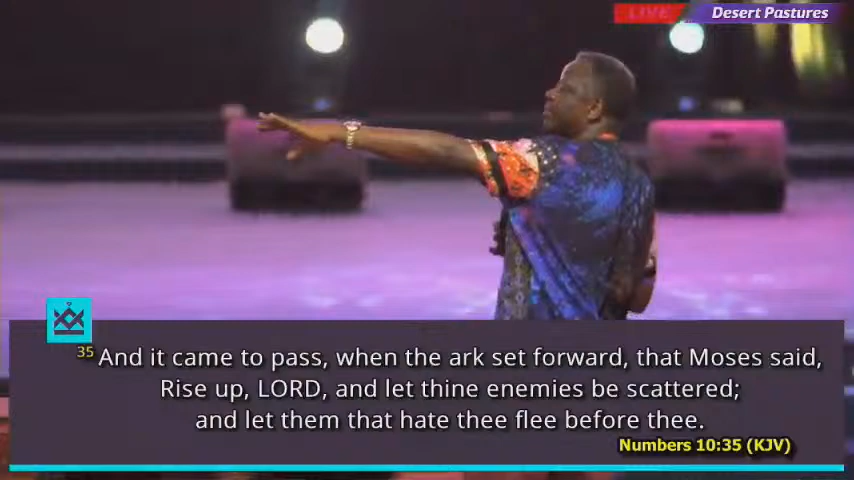 LIVE
Desert Pastures
35 And it came to pass, when the ark set forward, that Moses said,
Rise up, LORD, and let thine enemies be scattered;
and let them that hate thee flee before thee.
Numbers 10:35 (KJV)